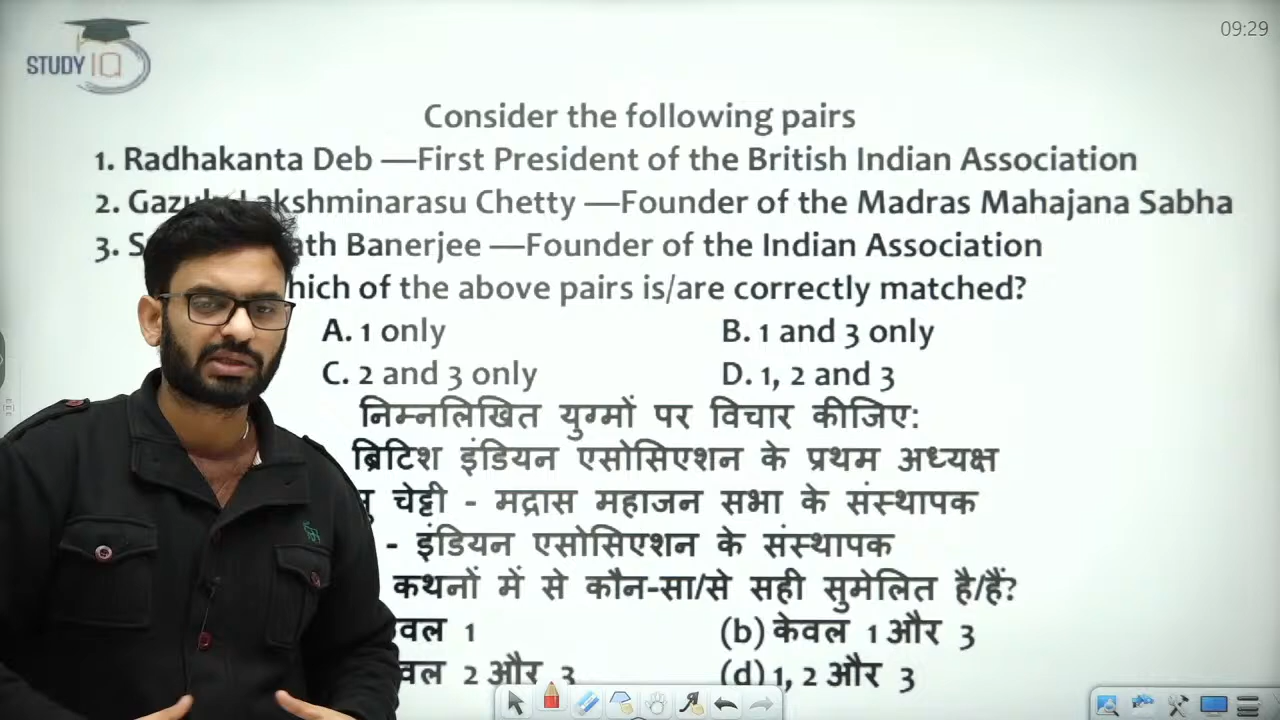 STUDY IQ
09:29
Consider the following pairs
1. Radhakanta Deb —First President of the British Indian Association
2. Lakshminarasu Chetty —Founder of the Madras Mahajana Sabha
3. Banerjee —Founder of the Indian Association
hich of the above pairs is/are correctly matched?
A. 1 only B. 1 and 3 only
C. 2 and 3 only D. 1, 2 and 3
निम्नलिखित युग्मों पर विचार कीजिए:
ब्रिटिश इंडियन एसोसिएशन के प्रथम अध्यक्ष
चेट्टी - मद्रास महाजन सभा के संस्थापक
- इंडियन एसोसिएशन के संस्थापक
कथनों में से कौन-सा/से सही सुमेलित है/हैं?
वल 1 (b) केवल 1 और 3
वल 2 और 3 (d) 1, 2 और 3